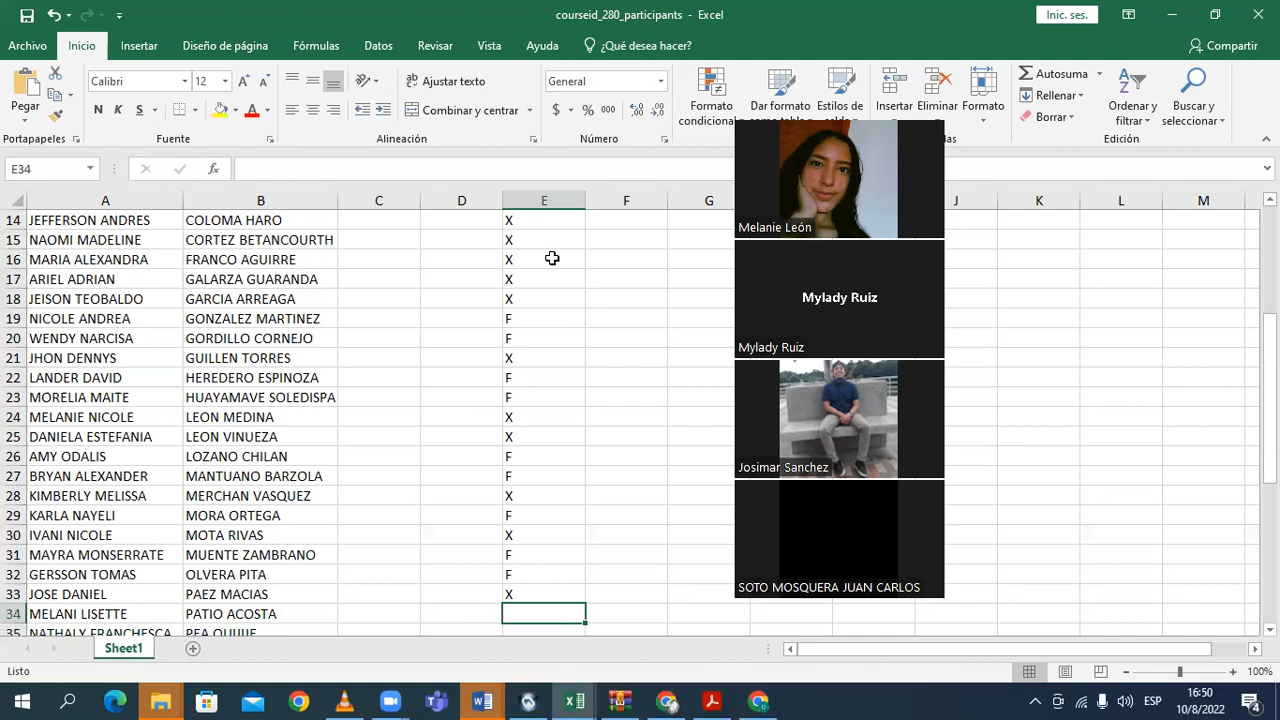 courseid_280_participants - Excel
Inic. ses.
Archivo Inicio Insertar Diseño de página Fórmulas Datos Revisar Vista Ayuda ¿Qué desea hacer? Compartir
Pegar
Calibri 12
Ajustar texto
General
Formato condicional
Dar formato
Estilos de
Insertar
Eliminar
Formato
Autosuma
Rellenar
Borrar
Ordenar y filtrar
Buscar y seleccionar
N K S
Combinar y centrar
$ % 000
Portapapeles Fuente Alineación Número Edición
E34 fx
A B C D E F G J K L M
14 JEFFERSON ANDRES COLOMA HARO X
15 NAOMI MADELINE CORTEZ BETANCOURTH X
16 MARIA ALEXANDRA FRANCO AGUIRRE X
17 ARIEL ADRIAN GALARZA GUARANDA X
18 JEISON TEOBALDO GARCIA ARREAGA X
19 NICOLE ANDREA GONZALEZ MARTINEZ F
20 WENDY NARCISA GORDILLO CORNEJO F
21 JHON DENNYS GUILLEN TORRES X
22 LANDER DAVID HEREDERO ESPINOZA F
23 MORELIA MAITE HUAYAMAVE SOLEDISPA F
24 MELANIE NICOLE LEON MEDINA X
25 DANIELA ESTEFANIA LEON VINUEZA X
26 AMY ODALIS LOZANO CHILAN F
27 BRYAN ALEXANDER MANTUANO BARZOLA F
28 KIMBERLY MELISSA MERCHAN VASQUEZ X
29 KARLA NAYELI MORA ORTEGA F
30 IVANI NICOLE MOTA RIVAS X
31 MAYRA MONSERRATE MUENTE ZAMBRANO F
32 GERSSON TOMAS OLVERA PITA F
33 JOSE DANIEL PAEZ MACIAS X
34 MELANI LISETTE PATIO ACOSTA
35 NATHALY FRANCHESCA
Melanie León
Mylady Ruiz
Mylady Ruiz
Josimar Sanchez
SOTO MOSQUERA JUAN CARLOS
Sheet1
Listo
100%
ESP
16:50
10/8/2022
4